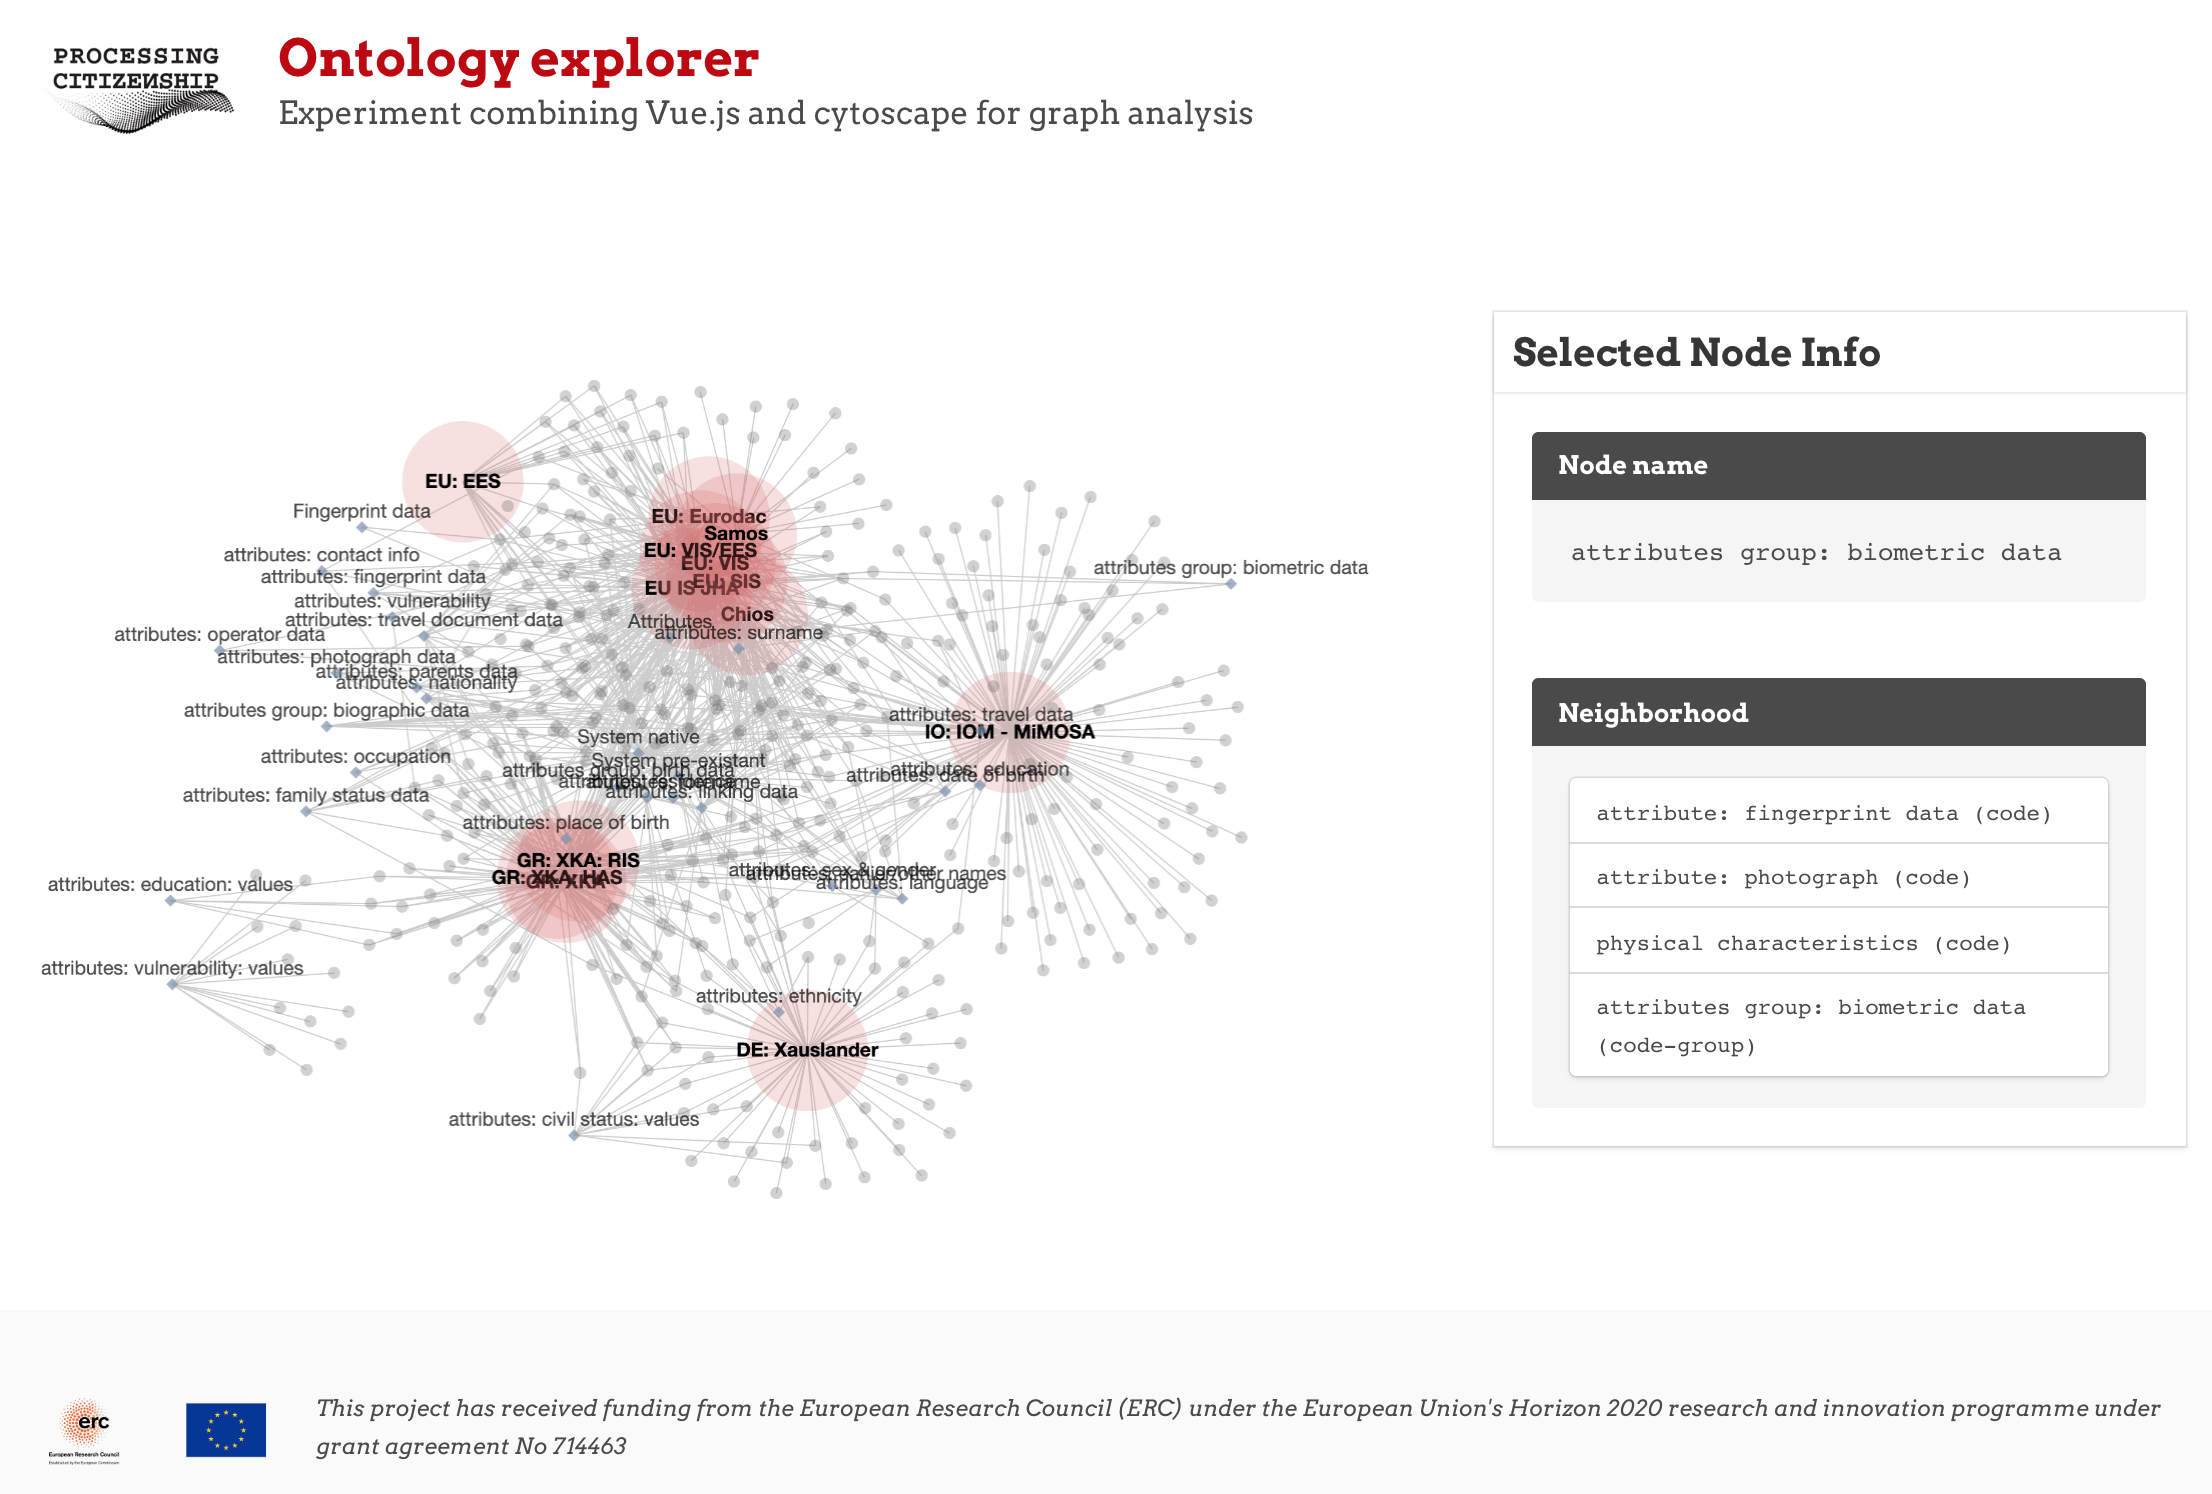 PROCESSING
CITIZENSHIP
Ontology explorer
Experiment combining Vue.js and cytoscape for graph analysis
EU: EES
Fingerprint data
EU: Eurodac
Samos
attributes: contact info
EU: VIS/EES
EU: VIS
attributes group: biometric data
attributes: fingerprint data
EU: SIS
EU IS JHA
attributes: vulnerability
Chios
attributes: travel document data
Attributes
attributes: operator data
attributes: surname
attributes: photograph data
attributes: parents data
attributes: nationality
attributes group: biographic data
attributes: travel data
IO: IOM - MiMOSA
System native
attributes: occupation
System pre-existant
attributes group: birth data
attributes: education
attributes: date of birth
attributes: linking data
attributes: family status data
attributes: place of birth
GR: XKA: RIS
attributes: sex & gender
GR: XKA: HAS
GR: XKA
attributes: language
attributes: education: values
attributes: vulnerability: values
attributes: ethnicity
DE: Xauslander
attributes: civil status: values
Selected Node Info
Node name
attributes group: biometric data
Neighborhood
attribute: fingerprint data (code)
attribute: photograph (code)
physical characteristics (code)
attributes group: biometric data
(code-group)
erc
European Research Council
Established by the European Commission
This project has received funding from the European Research Council (ERC) under the European Union's Horizon 2020 research and innovation programme under
grant agreement No 714463